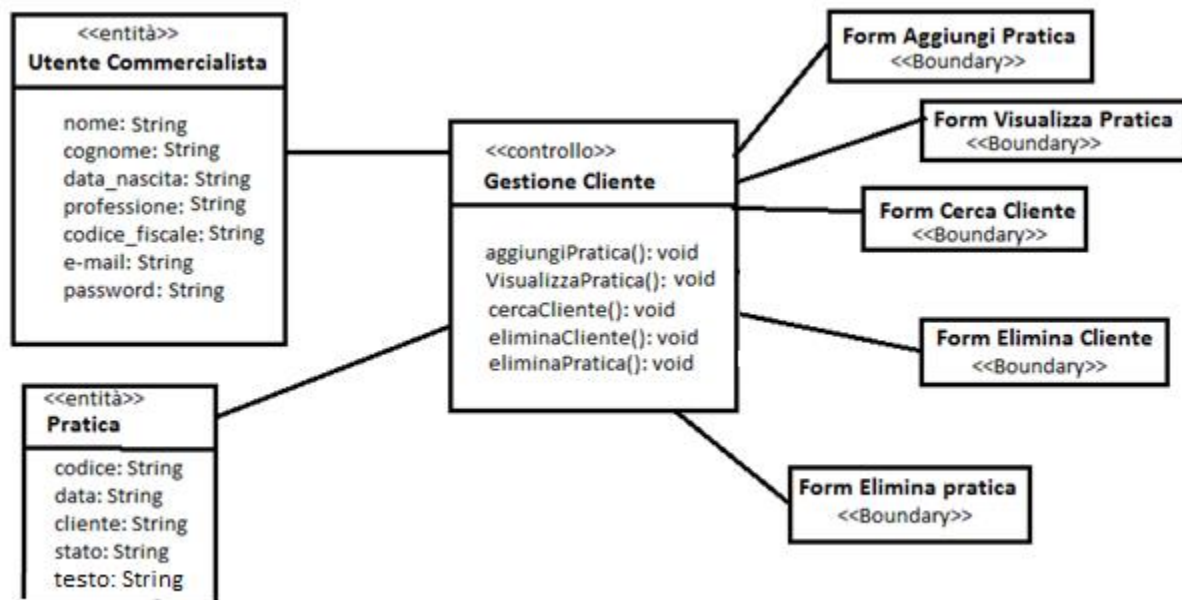 <<entità>>
Utente Commercialista
nome: String
cognome: String
data_nascita: String
professione: String
codice_fiscale: String
e-mail: String
password: String
<<entità>>
Pratica
codice: String
data: String
cliente: String
stato: String
testo: String
<<controllo>>
Gestione Cliente
aggiungiPratica(): void
VisualizzaPratica(): void
cercaCliente(): void
eliminaCliente(): void
eliminaPratica(): void
Form Aggiungi Pratica
<<Boundary>>
Form Visualizza Pratica
<<Boundary>>
Form Cerca Cliente
<<Boundary>>
Form Elimina Cliente
<<Boundary>>
Form Elimina pratica
<<Boundary>>